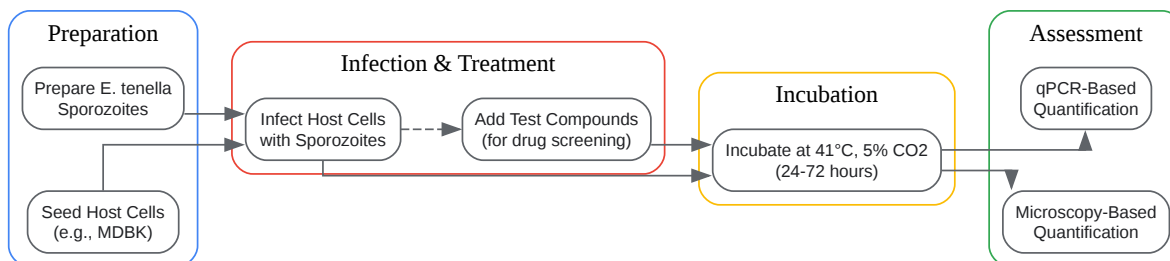 Preparation
Prepare E. tenella
Sporozoites
Seed Host Cells
(e.g., MDBK)
Infection & Treatment
Infect Host Cells
with Sporozoites
Add Test Compounds
(for drug screening)
Incubation
Incubate at 41°C, 5% CO2
(24-72 hours)
Assessment
qPCR-Based
Quantification
Microscopy-Based
Quantification